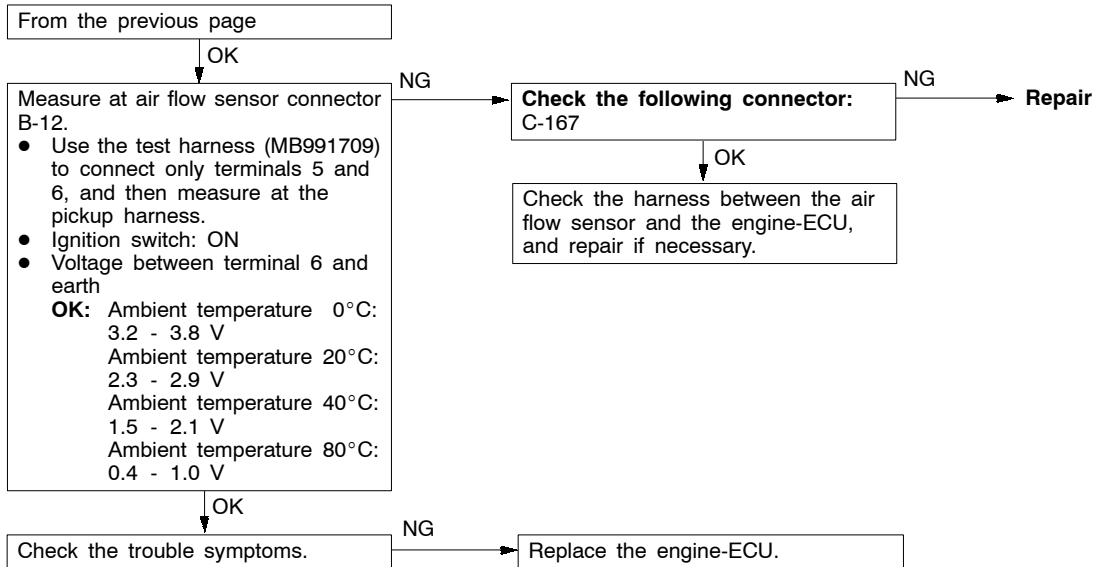 From the previous page
OK
Measure at air flow sensor connector
B-12.
● Use the test harness (MB991709)
to connect only terminals 5 and
6, and then measure at the
pickup harness.
● Ignition switch: ON
● Voltage between terminal 6 and
earth
OK: Ambient temperature 0°C:
3.2 - 3.8 V
Ambient temperature 20°C:
2.3 - 2.9 V
Ambient temperature 40°C:
1.5 - 2.1 V
Ambient temperature 80°C:
0.4 - 1.0 V
NG
Check the following connector:
C-167
NG
Repair
OK
Check the harness between the air
flow sensor and the engine-ECU,
and repair if necessary.
OK
Check the trouble symptoms.
NG
Replace the engine-ECU.